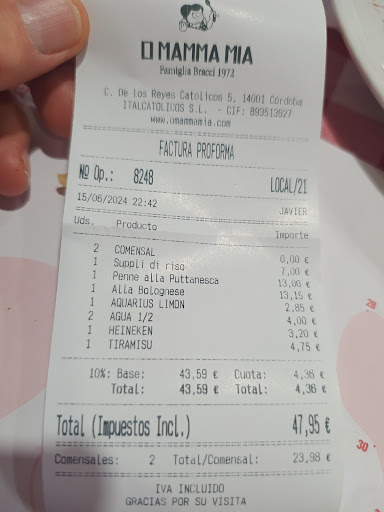 O MAMMA MIA
Famiglia Bracci 1972
C. De los Reyes Católicos 5, 14001 Córdoba
ITALCATOLICOS S.L. - CIF: B99513927
www.omammamia.com
FACTURA PROFORMA
Nº Op.: 8248 LOCAL/21
15/06/2024 22:42 JAVIER
Uds. Producto Importe
2 COMENSAL 0,00 €
1 Supplì di riso 7,00 €
1 Penne alla Puttanesca 13,00 €
1 Alla Bolognese 13,15 €
1 AQUARIUS LIMON 2,85 €
2 AGUA 1/2 4,00 €
1 HEINEKEN 3,20 €
1 TIRAMISU 4,75 €
10%: Base: 43,59 € Cuota: 4,36 €
Total: 43,59 € Total: 4,36 €
Total (Impuestos Incl.) 47,95 €
Comensales: 2 Total/Comensal: 23,98 €
IVA INCLUIDO
GRACIAS POR SU VISITA
28
30